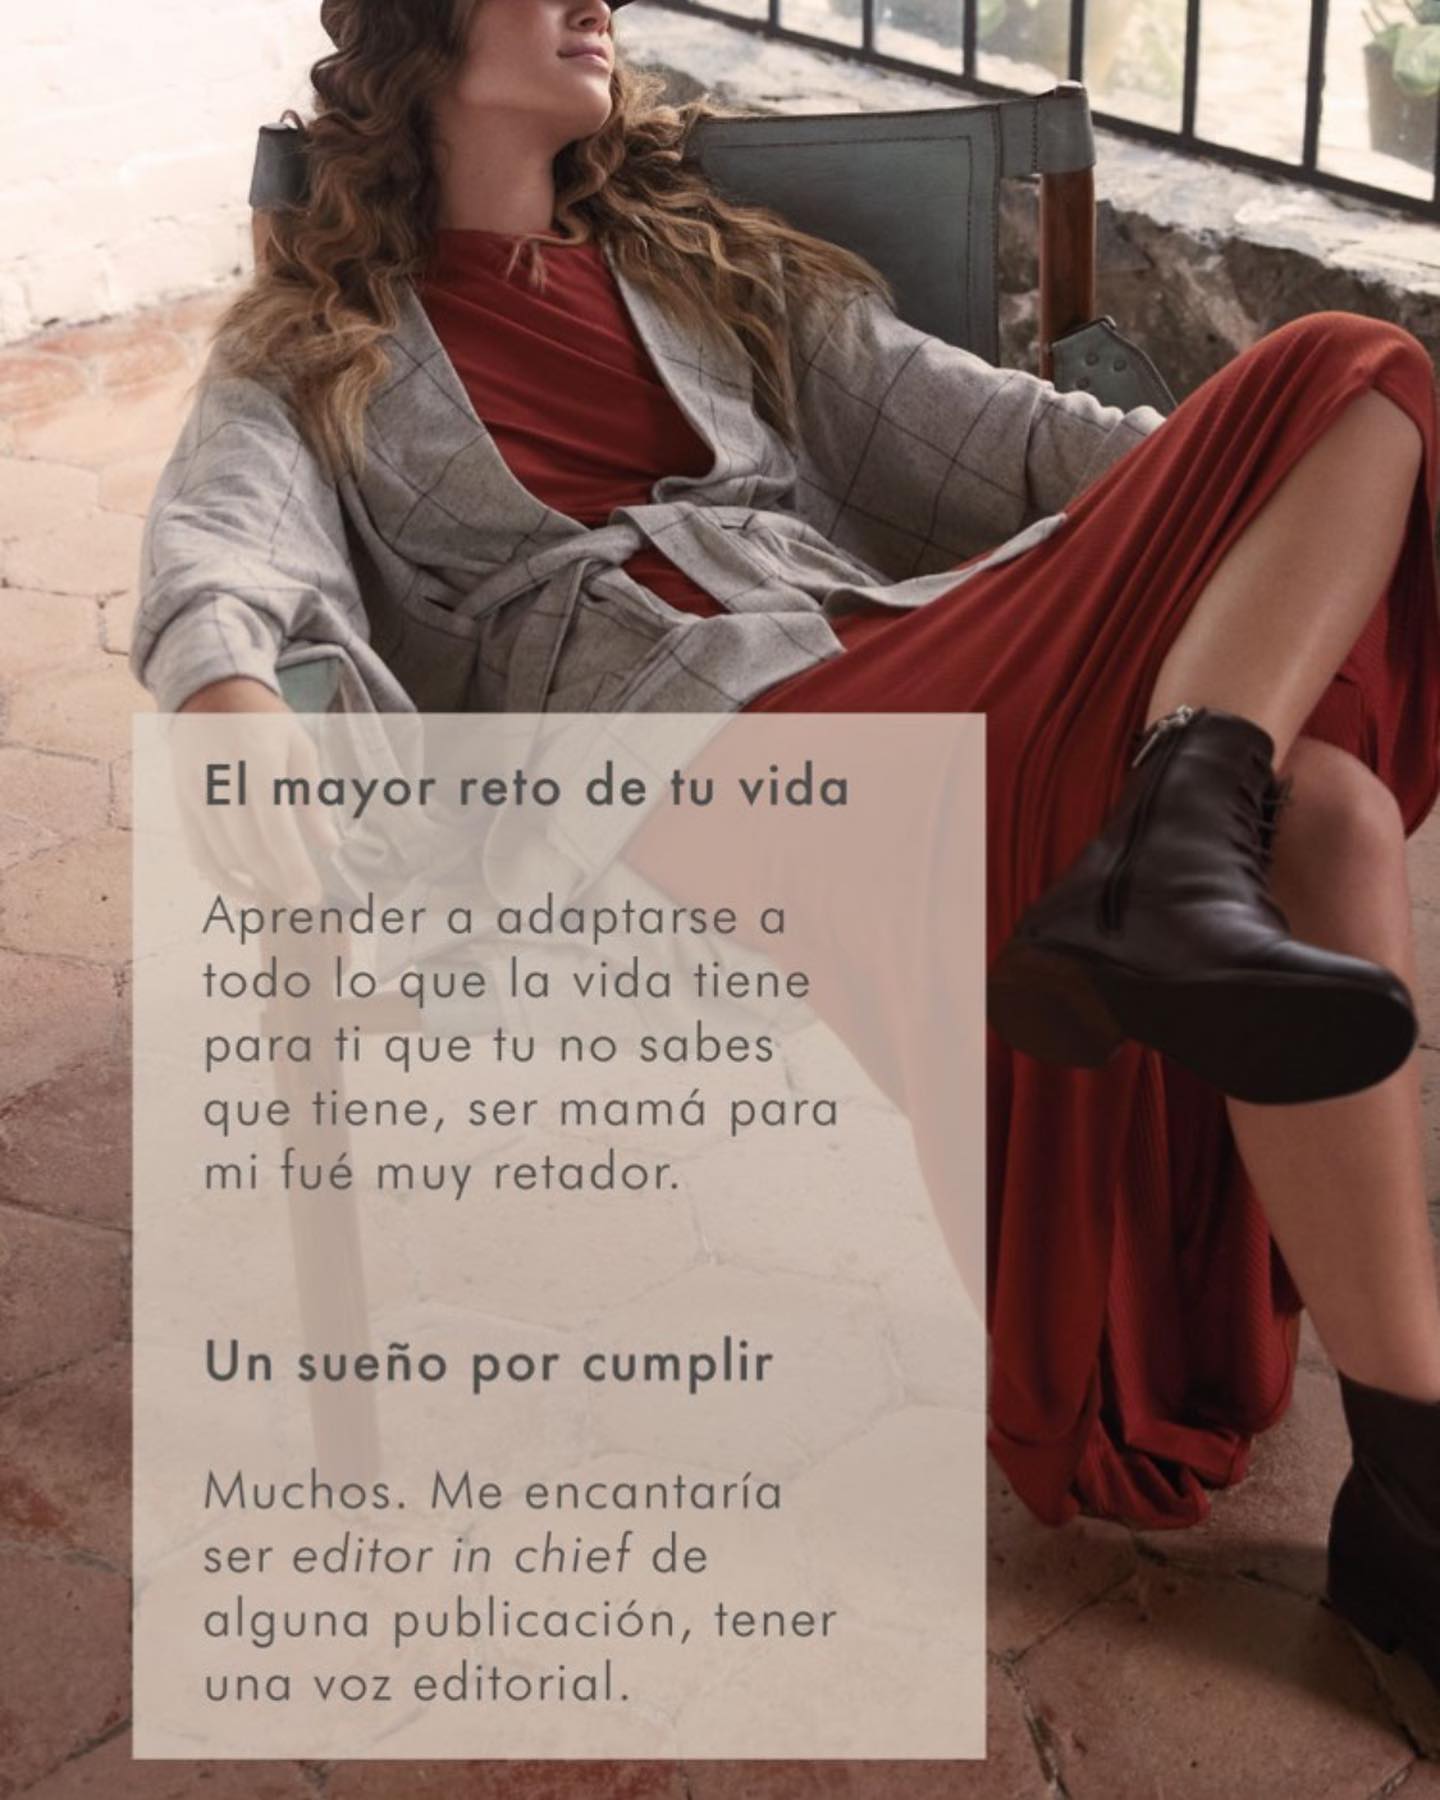 El mayor reto de tu vida
Aprender a adaptarse a
todo lo que la vida tiene
para ti que tu no sabes
que tiene, ser mamá para
mi fué muy retador.
Un sueño por cumplir
Muchos. Me encantaría
ser editor in chief de
alguna publicación, tener
una voz editorial.